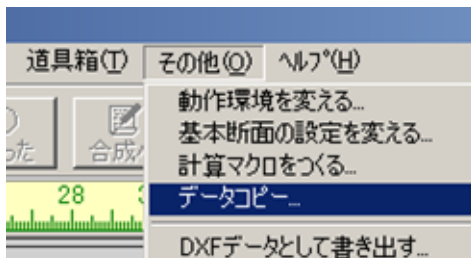 道具箱(T) その他(O) ヘルプ(H)
動作環境を変える...
基本断面の設定を変える...
計算マクロをつくる...
データコピー...
DXFデータとして書き出す...
った 合成
28